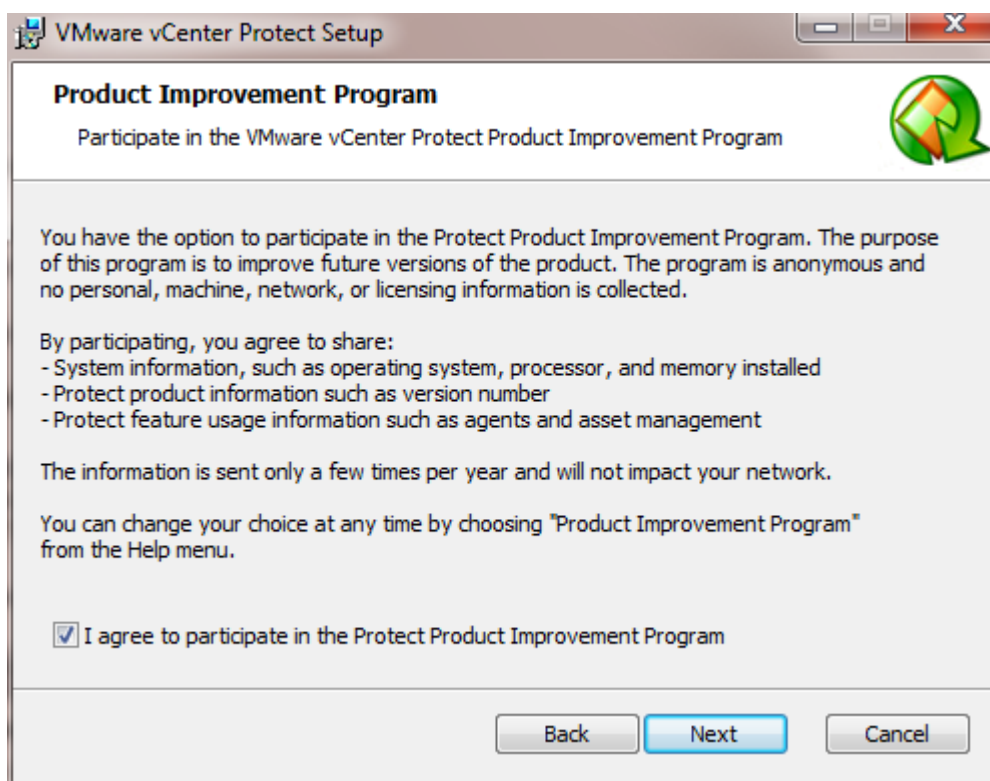 VMware vCenter Protect Setup
Product Improvement Program
Participate in the VMware vCenter Protect Product Improvement Program
You have the option to participate in the Protect Product Improvement Program. The purpose
of this program is to improve future versions of the product. The program is anonymous and
no personal, machine, network, or licensing information is collected.
By participating, you agree to share:
- System information, such as operating system, processor, and memory installed
- Protect product information such as version number
- Protect feature usage information such as agents and asset management
The information is sent only a few times per year and will not impact your network.
You can change your choice at any time by choosing "Product Improvement Program"
from the Help menu.
I agree to participate in the Protect Product Improvement Program
Back Next Cancel